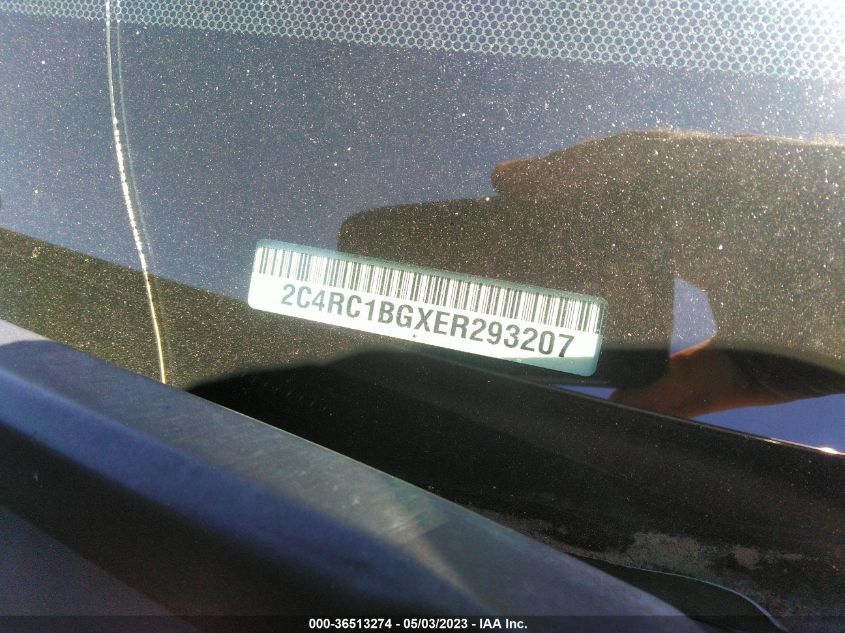 2C4RC1BGXER293207
000-36513274 - 05/03/2023 - IAA Inc.